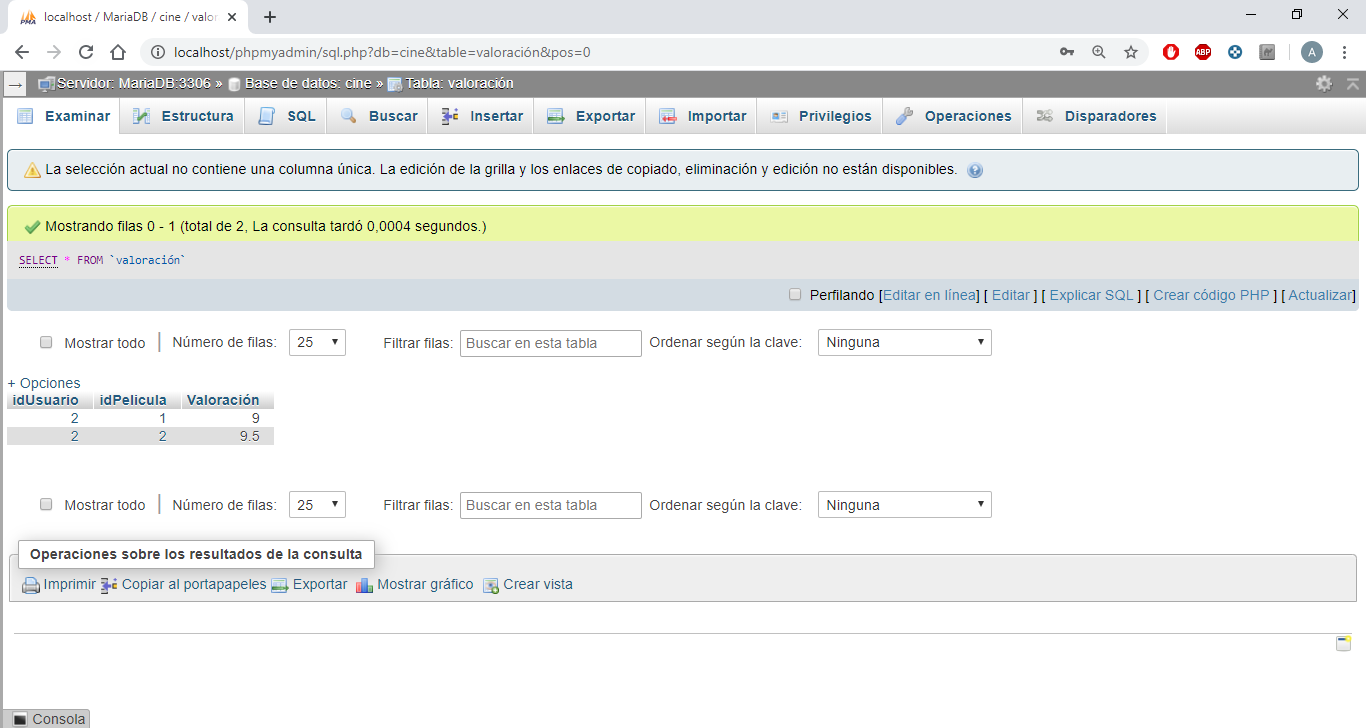 localhost / MariaDB / cine / valor
localhost/phpmyadmin/sql.php?db=cine&table=valoración&pos=0
ABP
A
Servidor: MariaDB:3306 » Base de datos: cine » Tabla: valoración
Examinar Estructura SQL Buscar Insertar Exportar Importar Privilegios Operaciones Disparadores
La selección actual no contiene una columna única. La edición de la grilla y los enlaces de copiado, eliminación y edición no están disponibles.
Mostrando filas 0 - 1 (total de 2, La consulta tardó 0,0004 segundos.)
SELECT * FROM `valoración`
Perfilando [Editar en línea] [ Editar ] [ Explicar SQL ] [ Crear código PHP ] [ Actualizar]
Mostrar todo | Número de filas: 25 Filtrar filas: Buscar en esta tabla Ordenar según la clave: Ninguna
+ Opciones
idUsuario idPelicula Valoración
2 1 9
2 2 9.5
Mostrar todo | Número de filas: 25 Filtrar filas: Buscar en esta tabla Ordenar según la clave: Ninguna
Operaciones sobre los resultados de la consulta
Imprimir Copiar al portapapeles Exportar Mostrar gráfico Crear vista
Consola